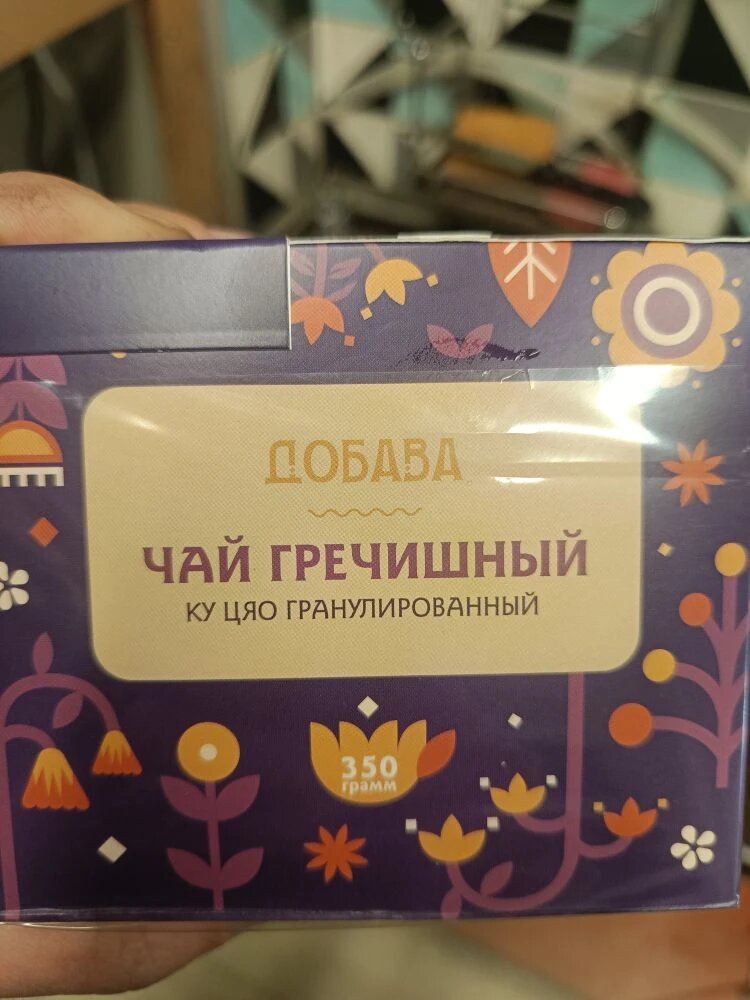 ДОБАВА
ЧАЙ ГРЕЧИШНЫЙ
КУ ЦЯО ГРАНУЛИРОВАННЫЙ
350
грамм